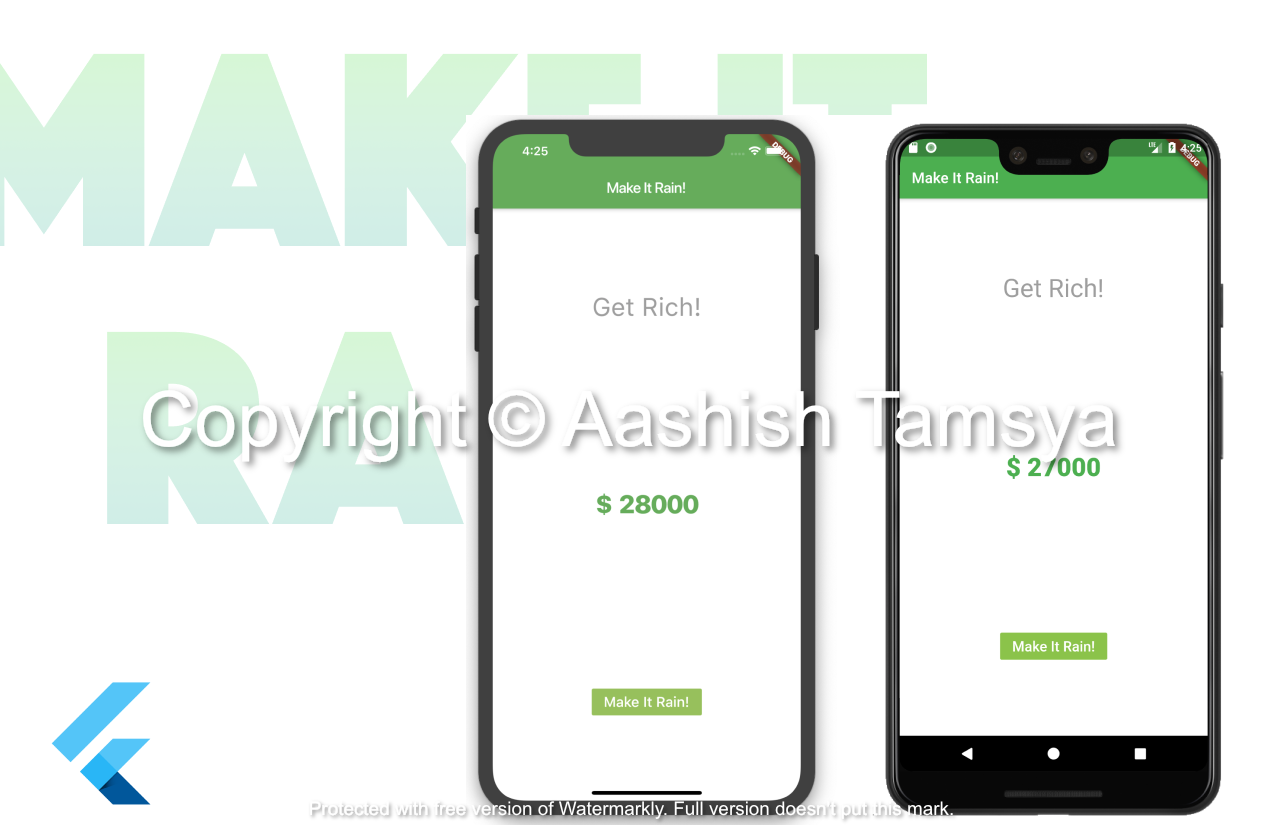 MAKE IT
RA
4:25
DEBUG
Make It Rain!
Get Rich!
$ 28000
Make It Rain!
LTE
4:25
DEBUG
Make It Rain!
Get Rich!
$ 27000
Make It Rain!
Copyright © Aashish Tamsya
Protected with free version of Watermarkly. Full version doesn't put this mark.